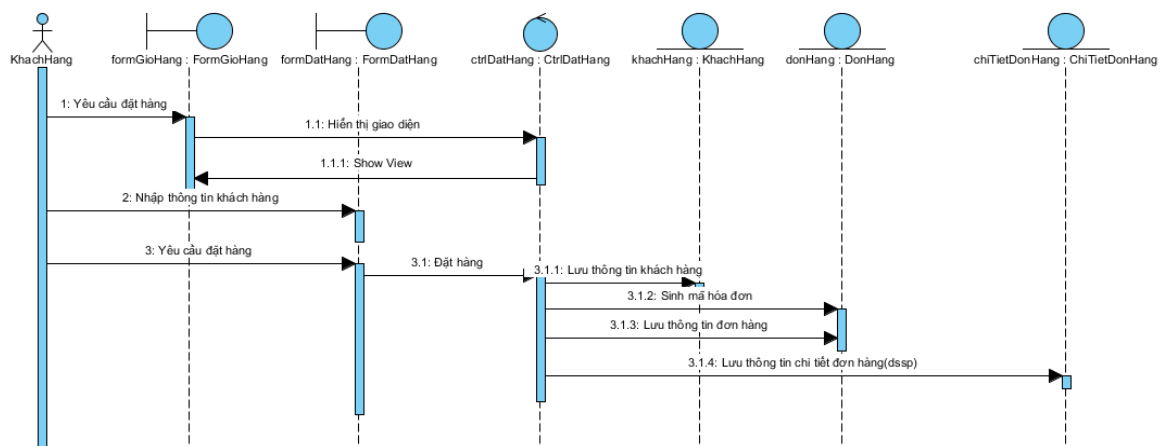 KhachHang
formGioHang : FormGioHang
formDatHang : FormDatHang
ctrlDatHang : CtrlDatHang
khachHang : KhachHang
donHang : DonHang
chiTietDonHang : ChiTietDonHang
1: Yêu cầu đặt hàng
1.1: Hiển thị giao diện
1.1.1: Show View
2: Nhập thông tin khách hàng
3: Yêu cầu đặt hàng
3.1: Đặt hàng
3.1.1: Lưu thông tin khách hàng
3.1.2: Sinh mã hóa đơn
3.1.3: Lưu thông tin đơn hàng
3.1.4: Lưu thông tin chi tiết đơn hàng(dssp)